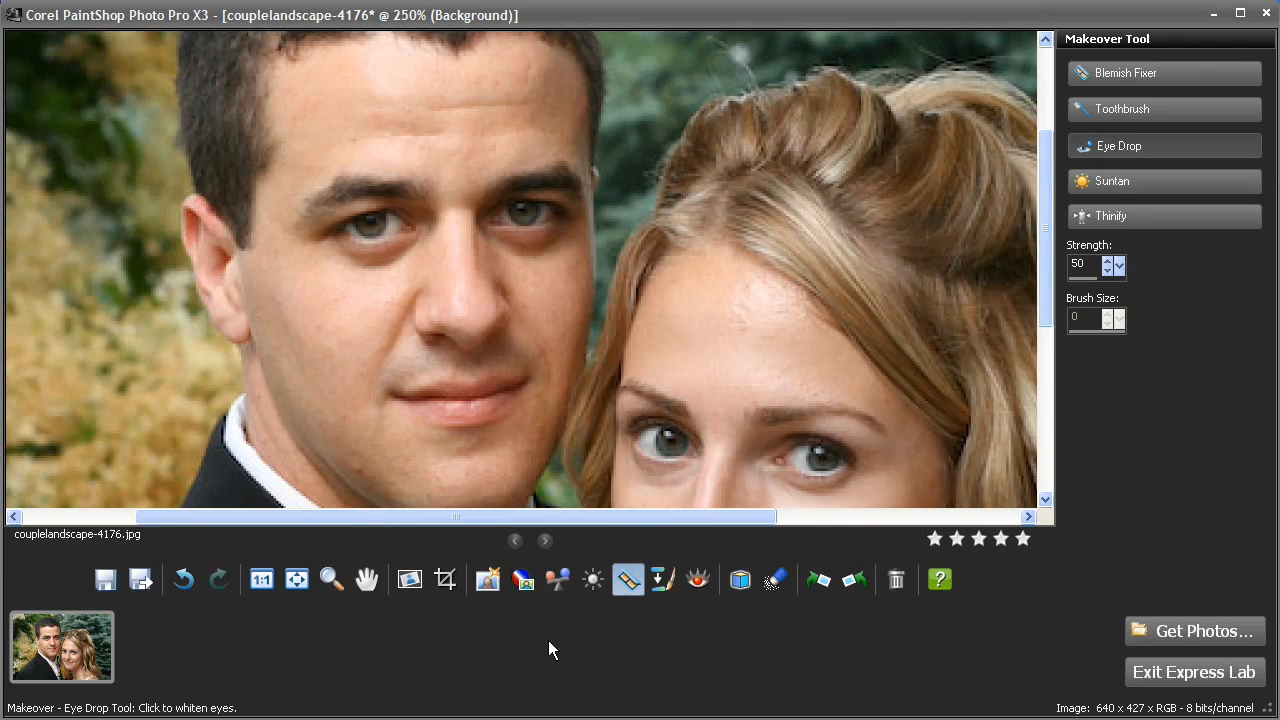 Corel PaintShop Photo Pro X3 - [couplelandscape-4176* @ 250% (Background)]
Makeover Tool
Blemish Fixer
Toothbrush
Eye Drop
Suntan
Thinify
Strength:
50
Brush Size:
0
couplelandscape-4176.jpg
1:1
?
Get Photos...
Exit Express Lab
Makeover - Eye Drop Tool: Click to whiten eyes.
Image: 640 x 427 x RGB - 8 bits/channel